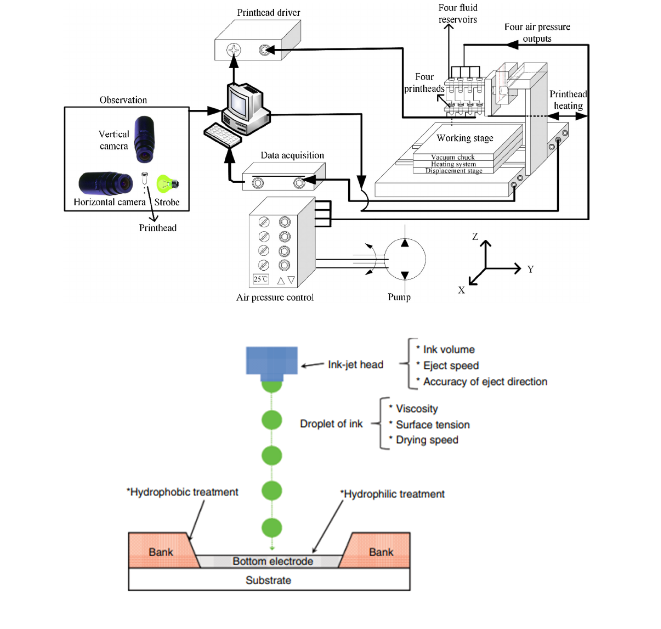 Printhead driver
Four fluid
reservoirs
Four air pressure
outputs
Four
printheads
Printhead
heating
Observation
Vertical
camera
Horizontal camera
Strobe
Printhead
Data acquisition
Working stage
Vacuum chuck
Heating system
Displacement stage
25℃
Air pressure control
Pump
Z
Y
X
Ink-jet head
* Ink volume
* Eject speed
* Accuracy of eject direction
Droplet of ink
* Viscosity
* Surface tension
* Drying speed
*Hydrophobic treatment
*Hydrophilic treatment
Bank
Bottom electrode
Bank
Substrate